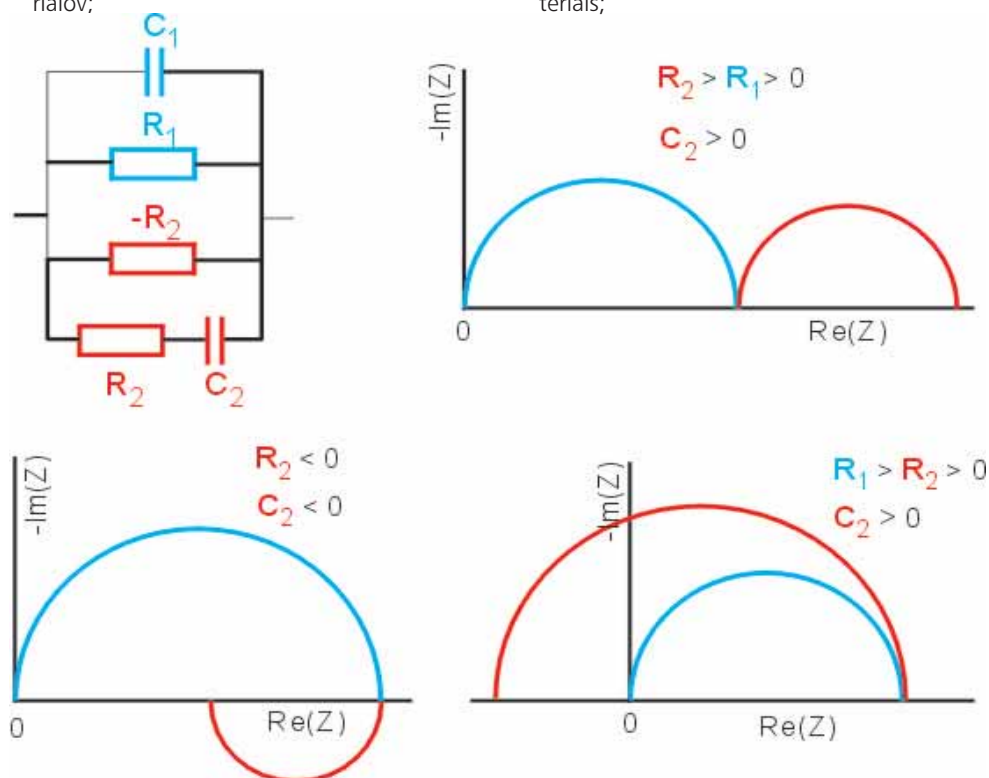 rialov;
terials;
C1
R1
-R2
R2
C2
-Im(Z)
R2 > R1 > 0
C2 > 0
0
Re(Z)
-Im(Z)
R2 < 0
C2 < 0
0
Re(Z)
-Im(Z)
R1 > R2 > 0
C2 > 0
0
Re(Z)